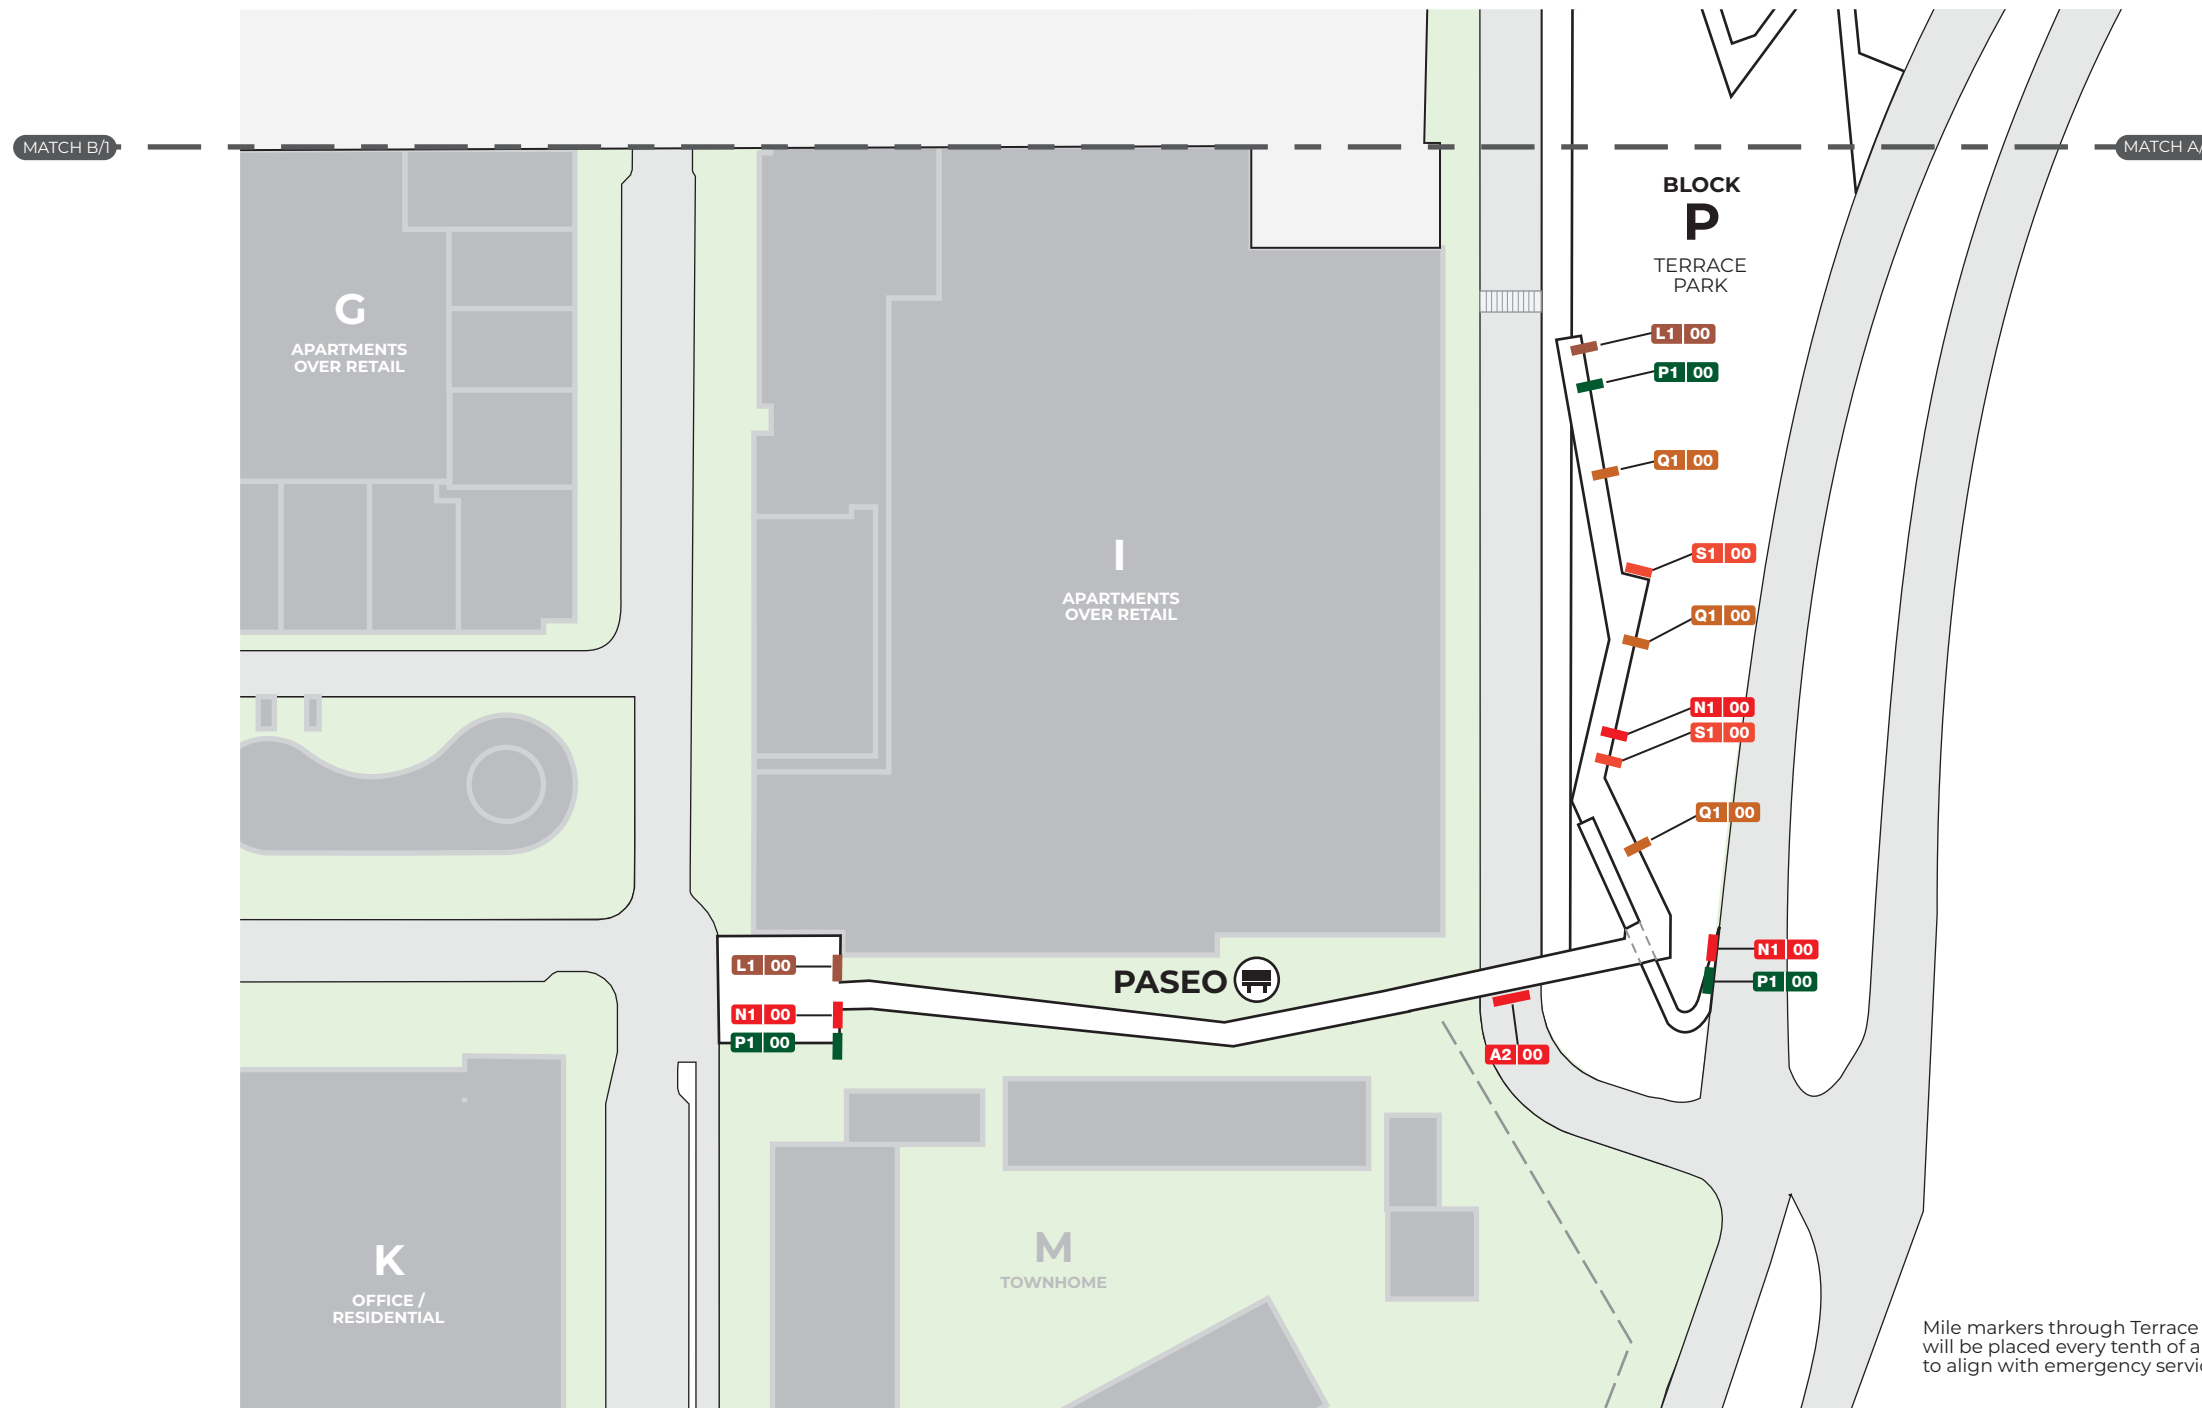 MATCH B/1
MATCH A/
BLOCK
P
TERRACE
PARK
G
APARTMENTS
OVER RETAIL
L1 00
P1 00
Q1 00
I
APARTMENTS
OVER RETAIL
S1 00
Q1 00
N1 00
S1 00
Q1 00
L1 00
N1 00
P1 00
PASEO
N1 00
P1 00
A2 00
M
TOWNHOME
K
OFFICE /
RESIDENTIAL
Mile markers through Terrace
will be placed every tenth of a
to align with emergency servi